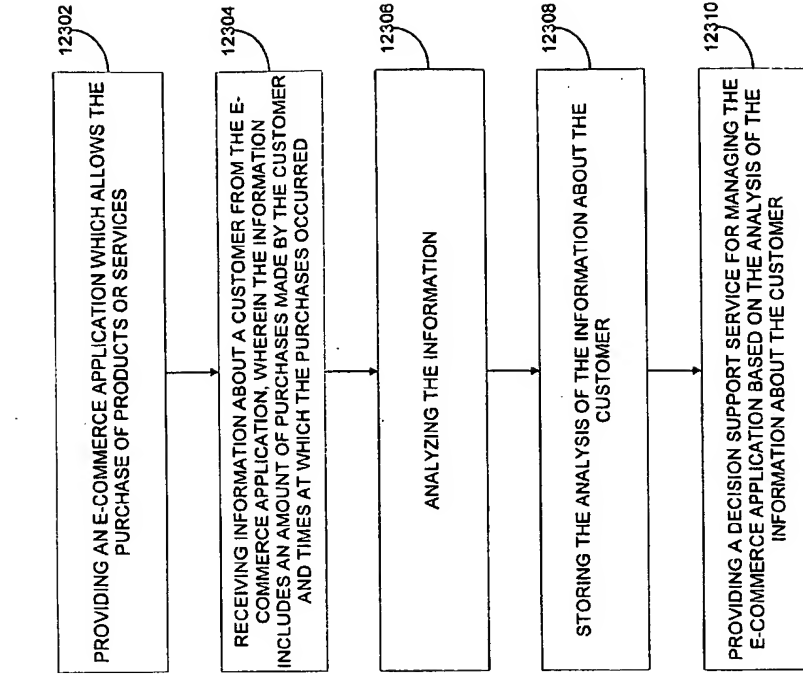 12302
PROVIDING AN E-COMMERCE APPLICATION WHICH ALLOWS THE
PURCHASE OF PRODUCTS OR SERVICES
12304
RECEIVING INFORMATION ABOUT A CUSTOMER FROM THE E-
COMMERCE APPLICATION, WHEREIN THE INFORMATION
INCLUDES AN AMOUNT OF PURCHASES MADE BY THE CUSTOMER
AND TIMES AT WHICH THE PURCHASES OCCURRED
12306
ANALYZING THE INFORMATION
12308
STORING THE ANALYSIS OF THE INFORMATION ABOUT THE
CUSTOMER
12310
PROVIDING A DECISION SUPPORT SERVICE FOR MANAGING THE
E-COMMERCE APPLICATION BASED ON THE ANALYSIS OF THE
INFORMATION ABOUT THE CUSTOMER